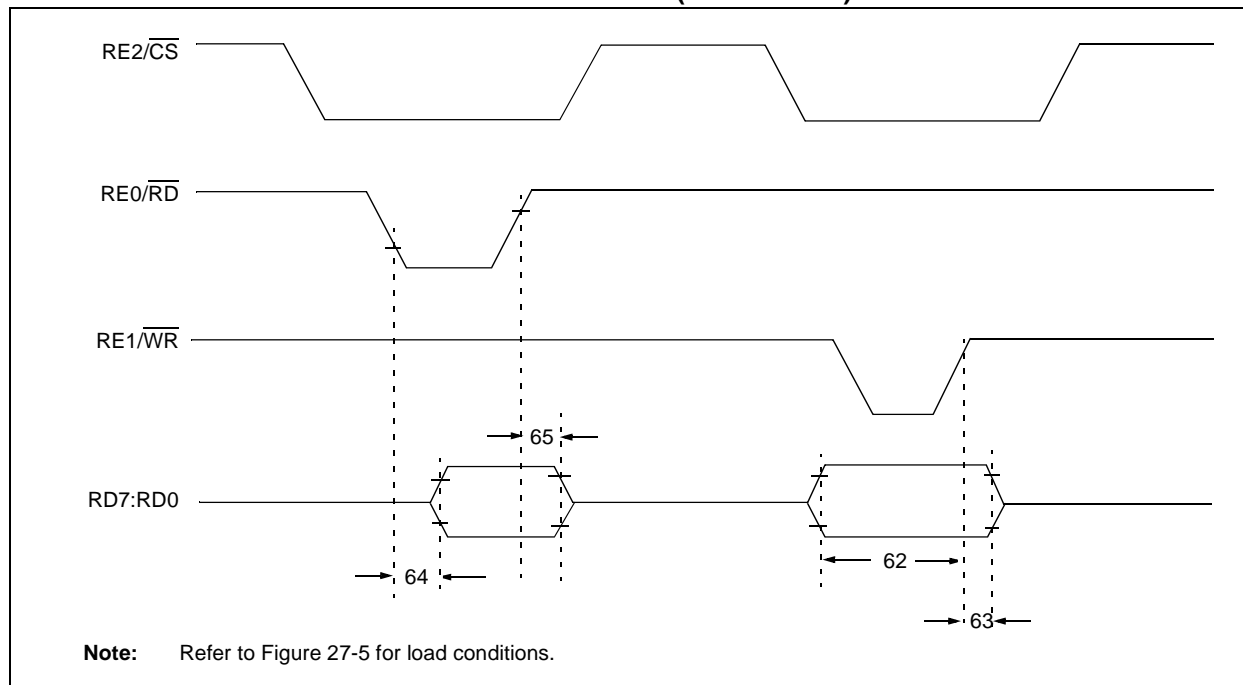 RE2/CS
RE0/RD
RE1/WR
65
RD7:RD0
62
64
63
Note: Refer to Figure 27-5 for load conditions.